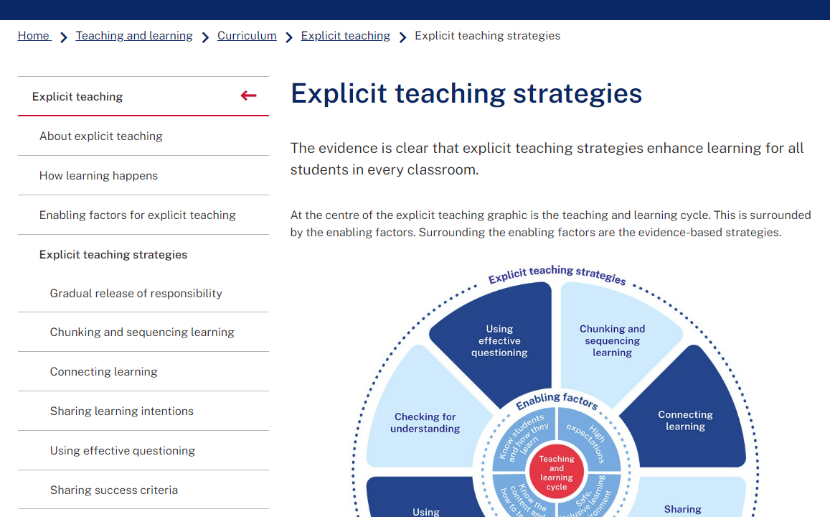 Home > Teaching and learning > Curriculum > Explicit teaching > Explicit teaching strategies
Explicit teaching
About explicit teaching
How learning happens
Enabling factors for explicit teaching
Explicit teaching strategies
Gradual release of responsibility
Chunking and sequencing learning
Connecting learning
Sharing learning intentions
Using effective questioning
Sharing success criteria
Explicit teaching strategies
The evidence is clear that explicit teaching strategies enhance learning for all
students in every classroom.
At the centre of the explicit teaching graphic is the teaching and learning cycle. This is surrounded
by the enabling factors. Surrounding the enabling factors are the evidence-based strategies.
Explicit teaching strategies
Using
effective
questioning
Chunking and
sequencing
learning
Checking for
understanding
Connecting
learning
Enabling factors
Know students
and how they
learn
High
expectations
Teaching
and
learning
cycle
Know the
content and
how to
Safe,
learning
Using
Sharing